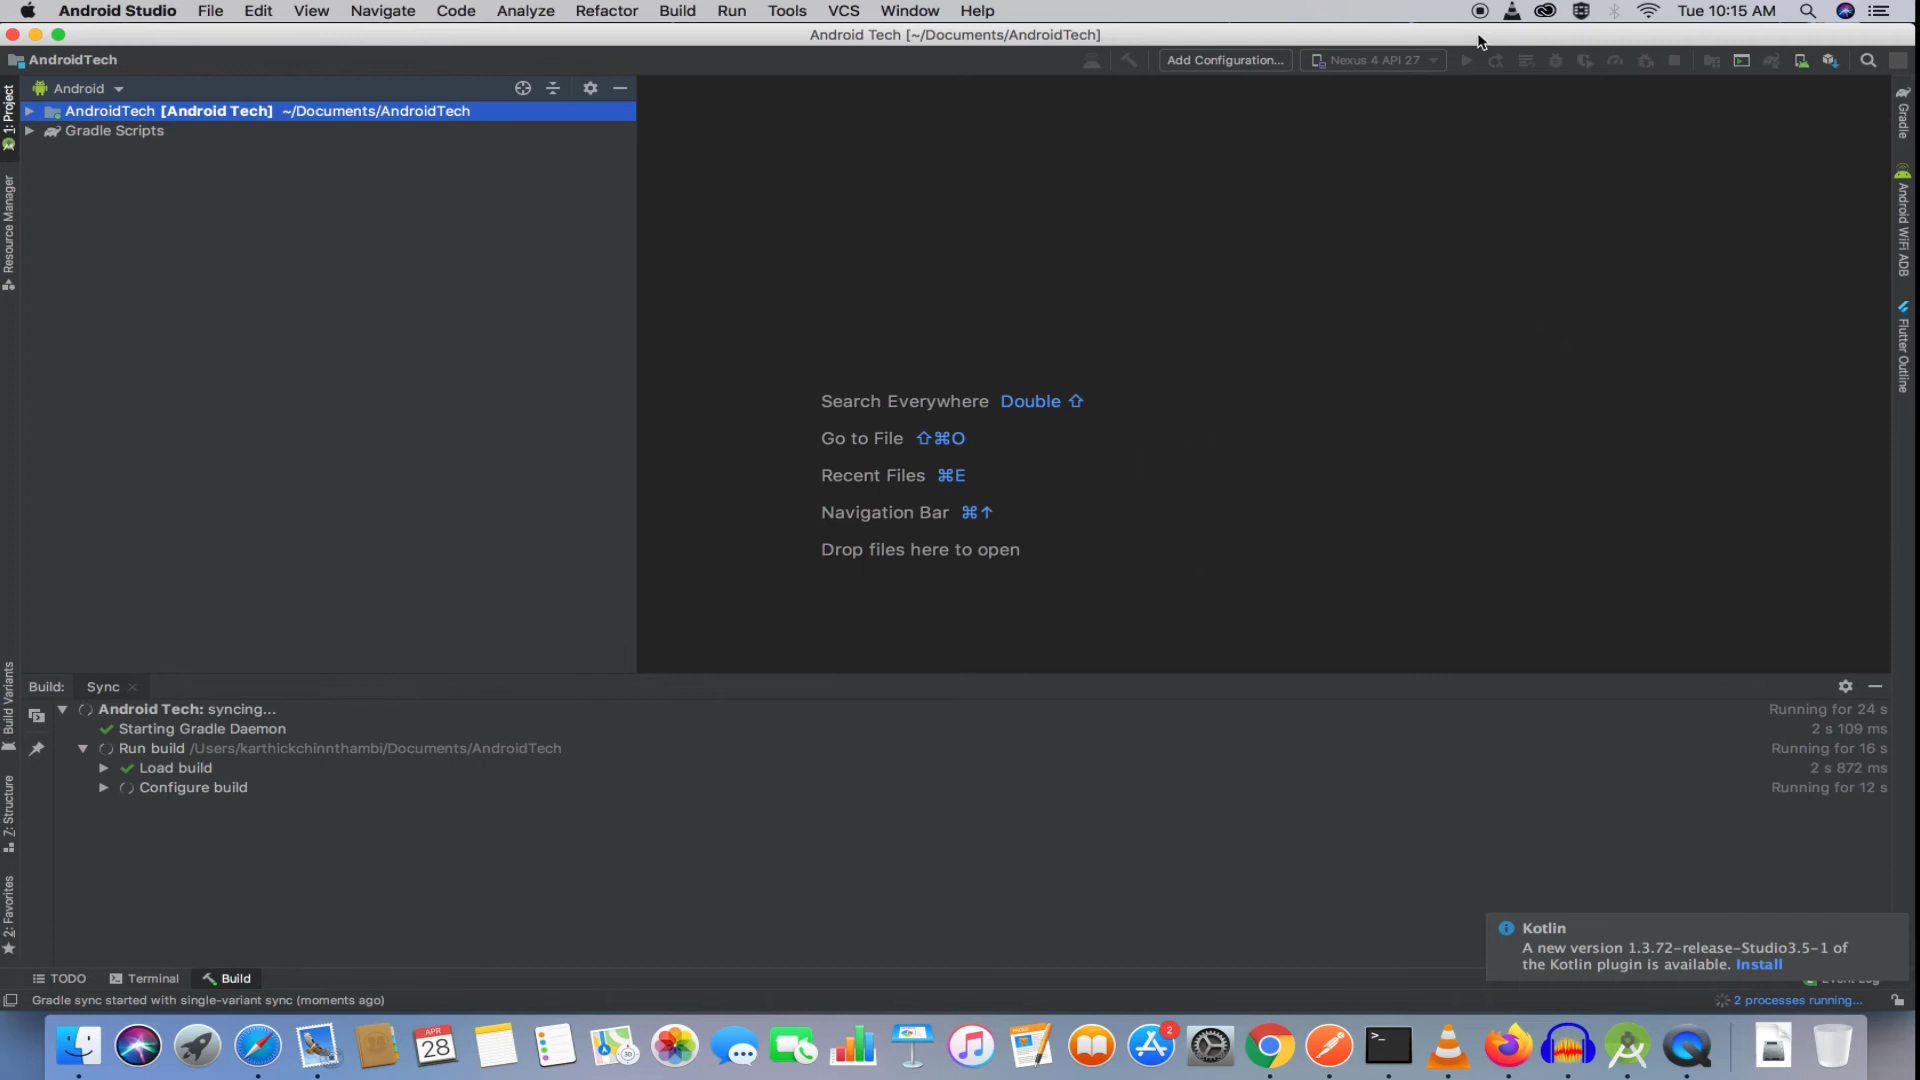 Android Studio File Edit View Navigate Code Analyze Refactor Build Run Tools VCS Window Help Tue 10:15 AM
Android Tech [~/Documents/AndroidTech]
AndroidTech Add Configuration... Nexus 4 API 27
Android
AndroidTech [Android Tech] ~/Documents/AndroidTech
Gradle Scripts
1: Project
Resource Manager
Build Variants
7: Structure
2: Favorites
Gradle
Android WiFi ADB
Flutter Outline
Search Everywhere Double ⇧
Go to File ⇧⌘O
Recent Files ⌘E
Navigation Bar ⌘↑
Drop files here to open
Build: Sync
Android Tech: syncing... Running for 24 s
Starting Gradle Daemon 2 s 109 ms
Run build /Users/karthickchinnthambi/Documents/AndroidTech Running for 16 s
Load build 2 s 872 ms
Configure build Running for 12 s
Kotlin
A new version 1.3.72-release-Studio3.5-1 of
the Kotlin plugin is available. Install
TODO Terminal Build
Gradle sync started with single-variant sync (moments ago) 2 processes running...
APR
28
2